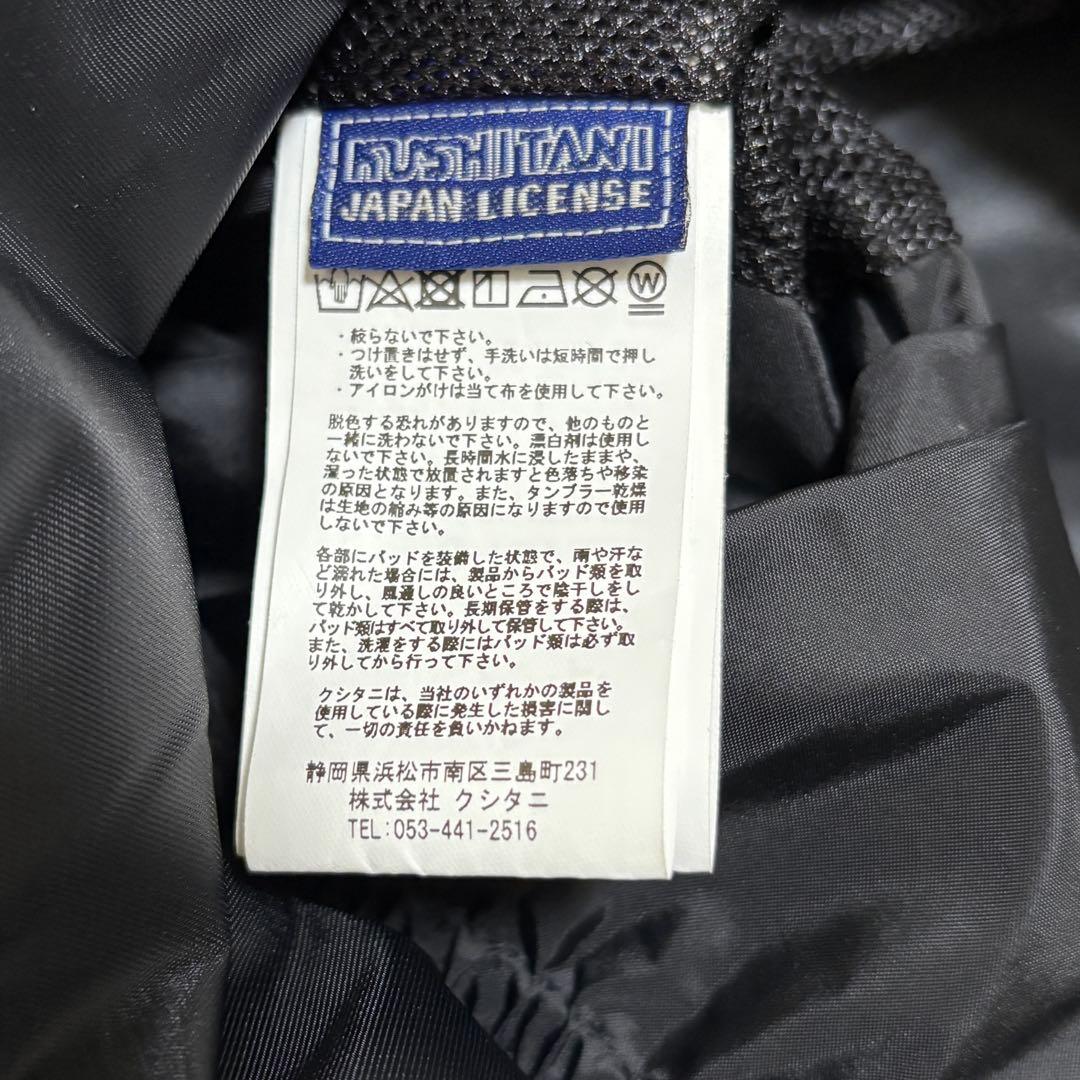 KUSHITANI
JAPAN LICENSE
W
・絞らないで下さい。
・つけ置きはせず、手洗いは短時間で押し
洗いをして下さい。
・アイロンがけは当て布を使用して下さい。
脱色する恐れがありますので、他のものと
一緒に洗わないで下さい。漂白剤は使用し
ないで下さい。長時間水に浸したままや、
湿った状態で放置されますと色落ちや移染
の原因となります。また、タンブラー乾燥
は生地の縮み等の原因になりますので使用
しないで下さい。
各部にパッドを装備した状態で、雨や汗な
ど濡れた場合には、製品からパッド類を取
り外し、風通しの良いところで陰干しをし
て乾かして下さい。長期保管をする際は、
パッド類はすべて取り外して保管して下さい。
また、洗濯をする際にはパッド類は必ず取
り外してから行って下さい。
クシタニは、当社のいずれかの製品を
使用している際に発生した損害に関し
て、一切の責任を負いかねます。
静岡県浜松市南区三島町231
株式会社 クシタニ
TEL:053-441-2516